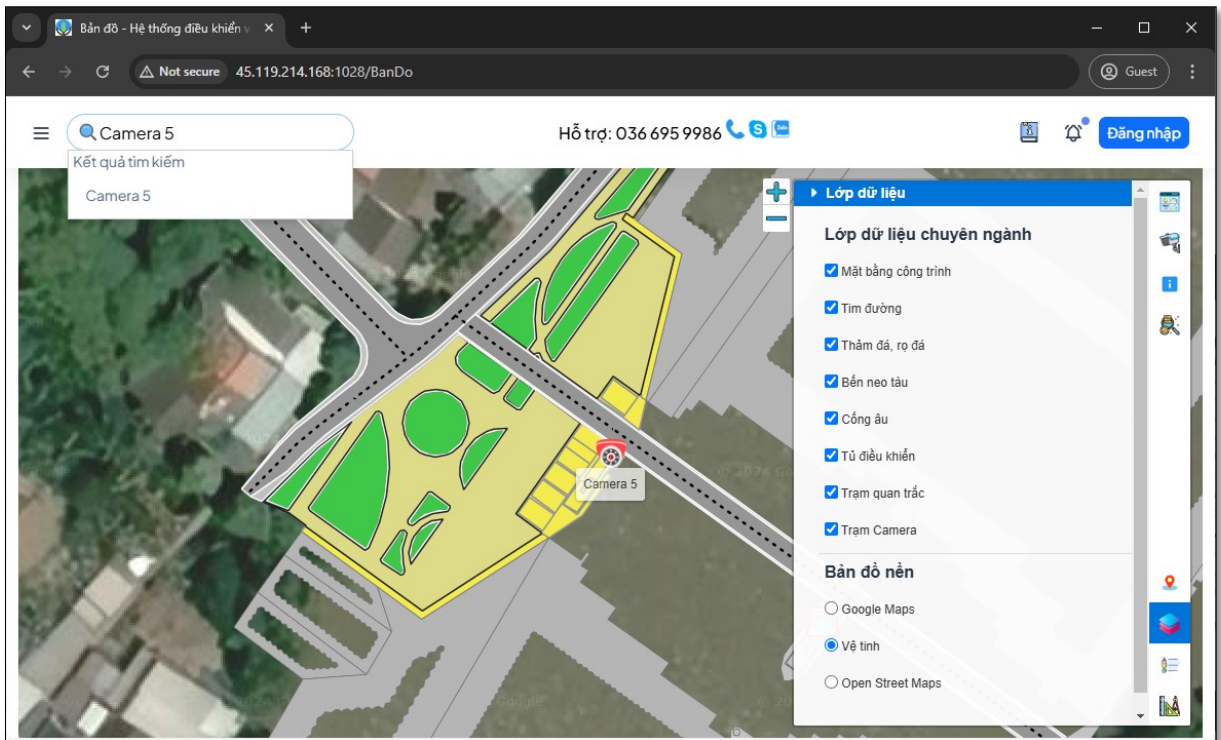 Bản đồ - Hệ thống điều khiển v
Not secure 45.119.214.168:1028/BanDo
Guest
Camera 5
Hỗ trợ: 036 695 9986
Đăng nhập
Kết quả tìm kiếm
Camera 5
Lớp dữ liệu
Lớp dữ liệu chuyên ngành
Mặt bằng công trình
Tim đường
Thảm đá, rọ đá
Bến neo tàu
Cống âu
Tủ điều khiển
Trạm quan trắc
Trạm Camera
Camera 5
Bản đồ nền
Google Maps
Vệ tinh
Open Street Maps